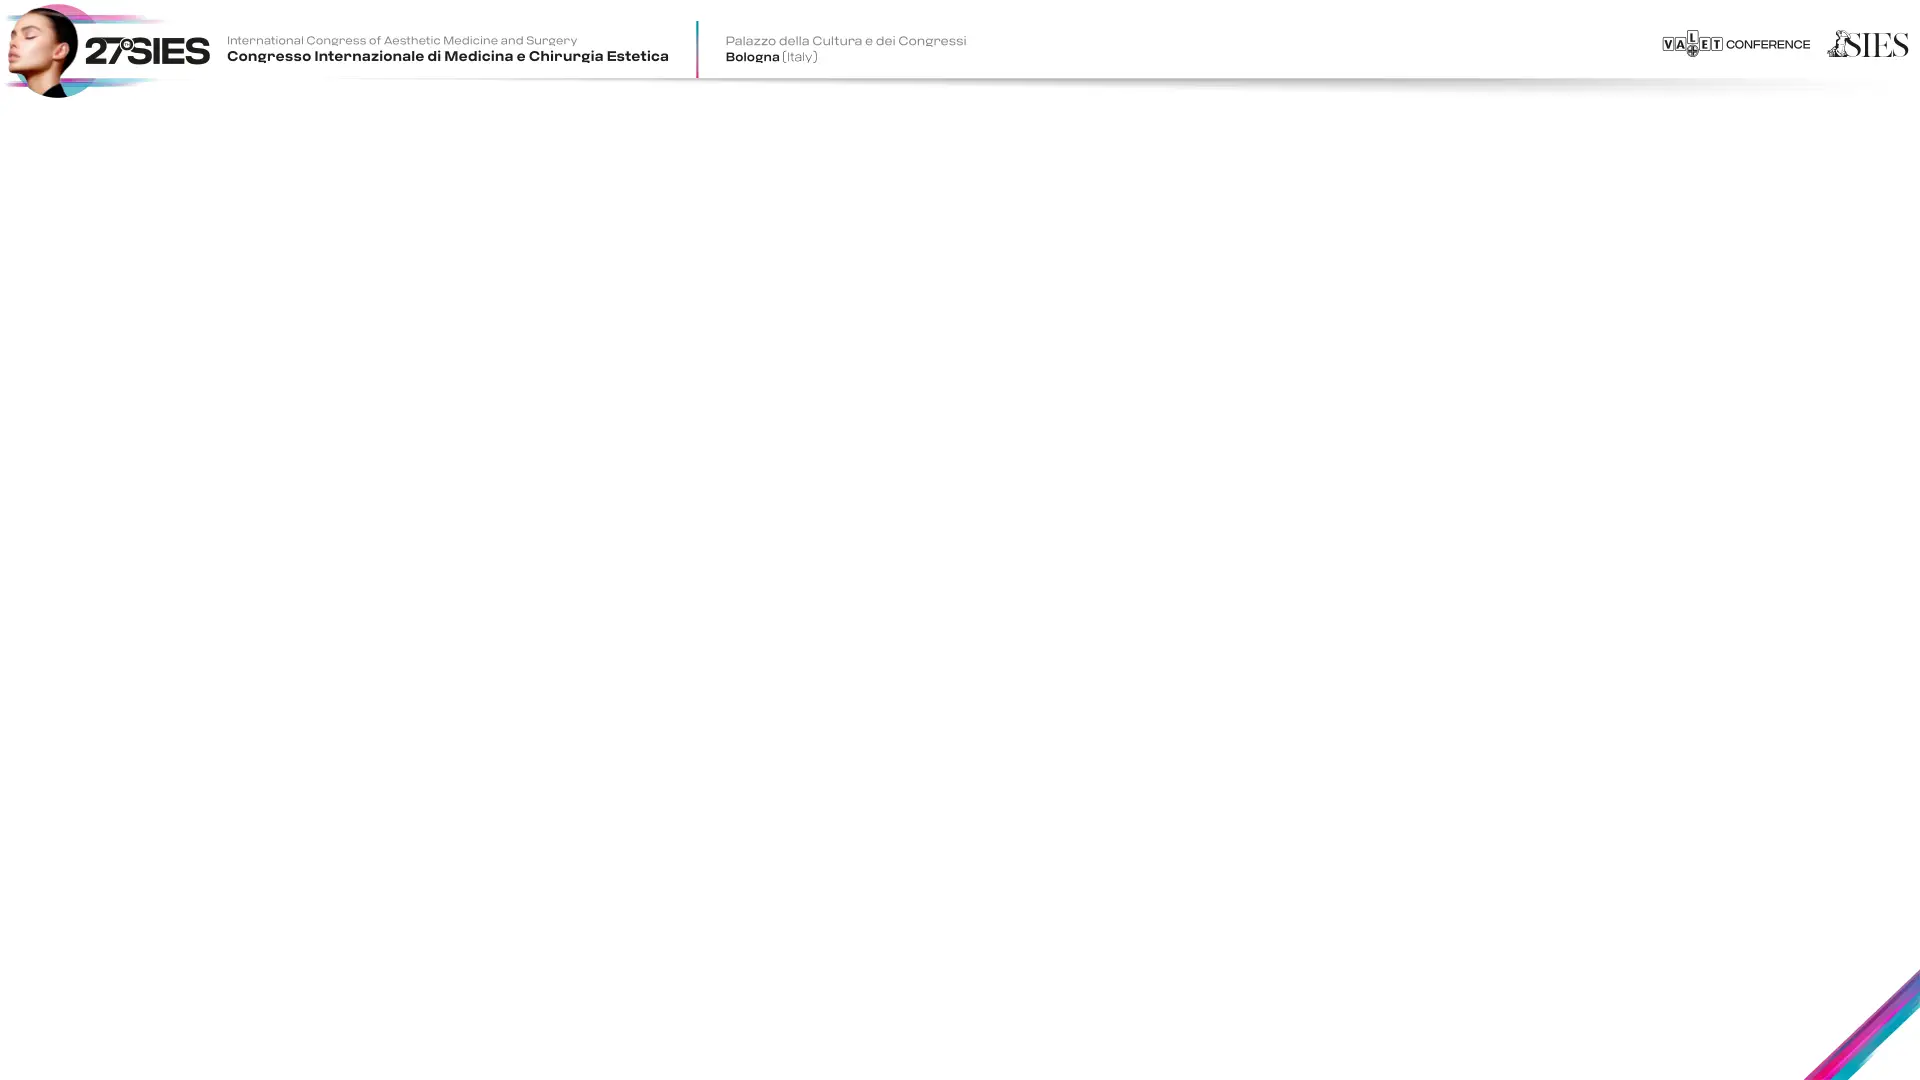 27°SIES
International Congress of Aesthetic Medicine and Surgery
Congresso Internazionale di Medicina e Chirurgia Estetica
Palazzo della Cultura e dei Congressi
Bologna (Italy)
VALET CONFERENCE
SIES